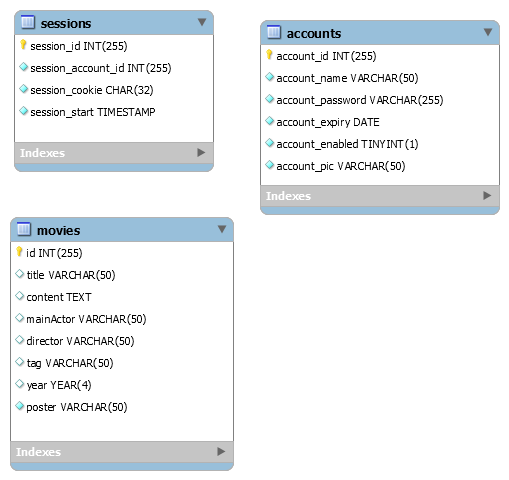 sessions
session_id INT(255)
session_account_id INT(255)
session_cookie CHAR(32)
session_start TIMESTAMP
Indexes
accounts
account_id INT(255)
account_name VARCHAR(50)
account_password VARCHAR(255)
account_expiry DATE
account_enabled TINYINT(1)
account_pic VARCHAR(50)
Indexes
movies
id INT(255)
title VARCHAR(50)
content TEXT
mainActor VARCHAR(50)
director VARCHAR(50)
tag VARCHAR(50)
year YEAR(4)
poster VARCHAR(50)
Indexes